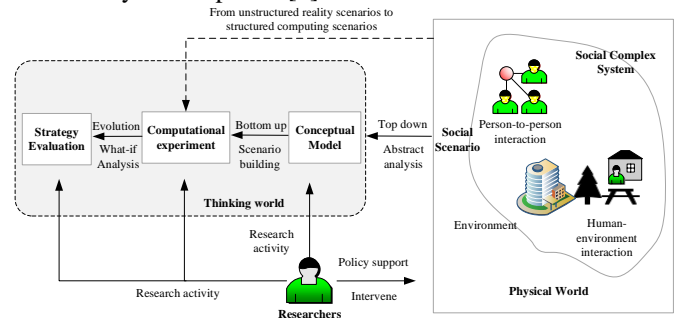 From unstructured reality scenarios to
structured computing scenarios
Social Complex
System
Strategy
Evaluation
Evolution
What-if
Analysis
Computational
experiment
Bottom up
Scenario
building
Conceptual
Model
Top down
Abstract
analysis
Social
Scenario
Person-to-person
interaction
Thinking world
Environment
Human-
environment
interaction
Research
activity
Policy support
Research activity
Intervene
Researchers
Physical World